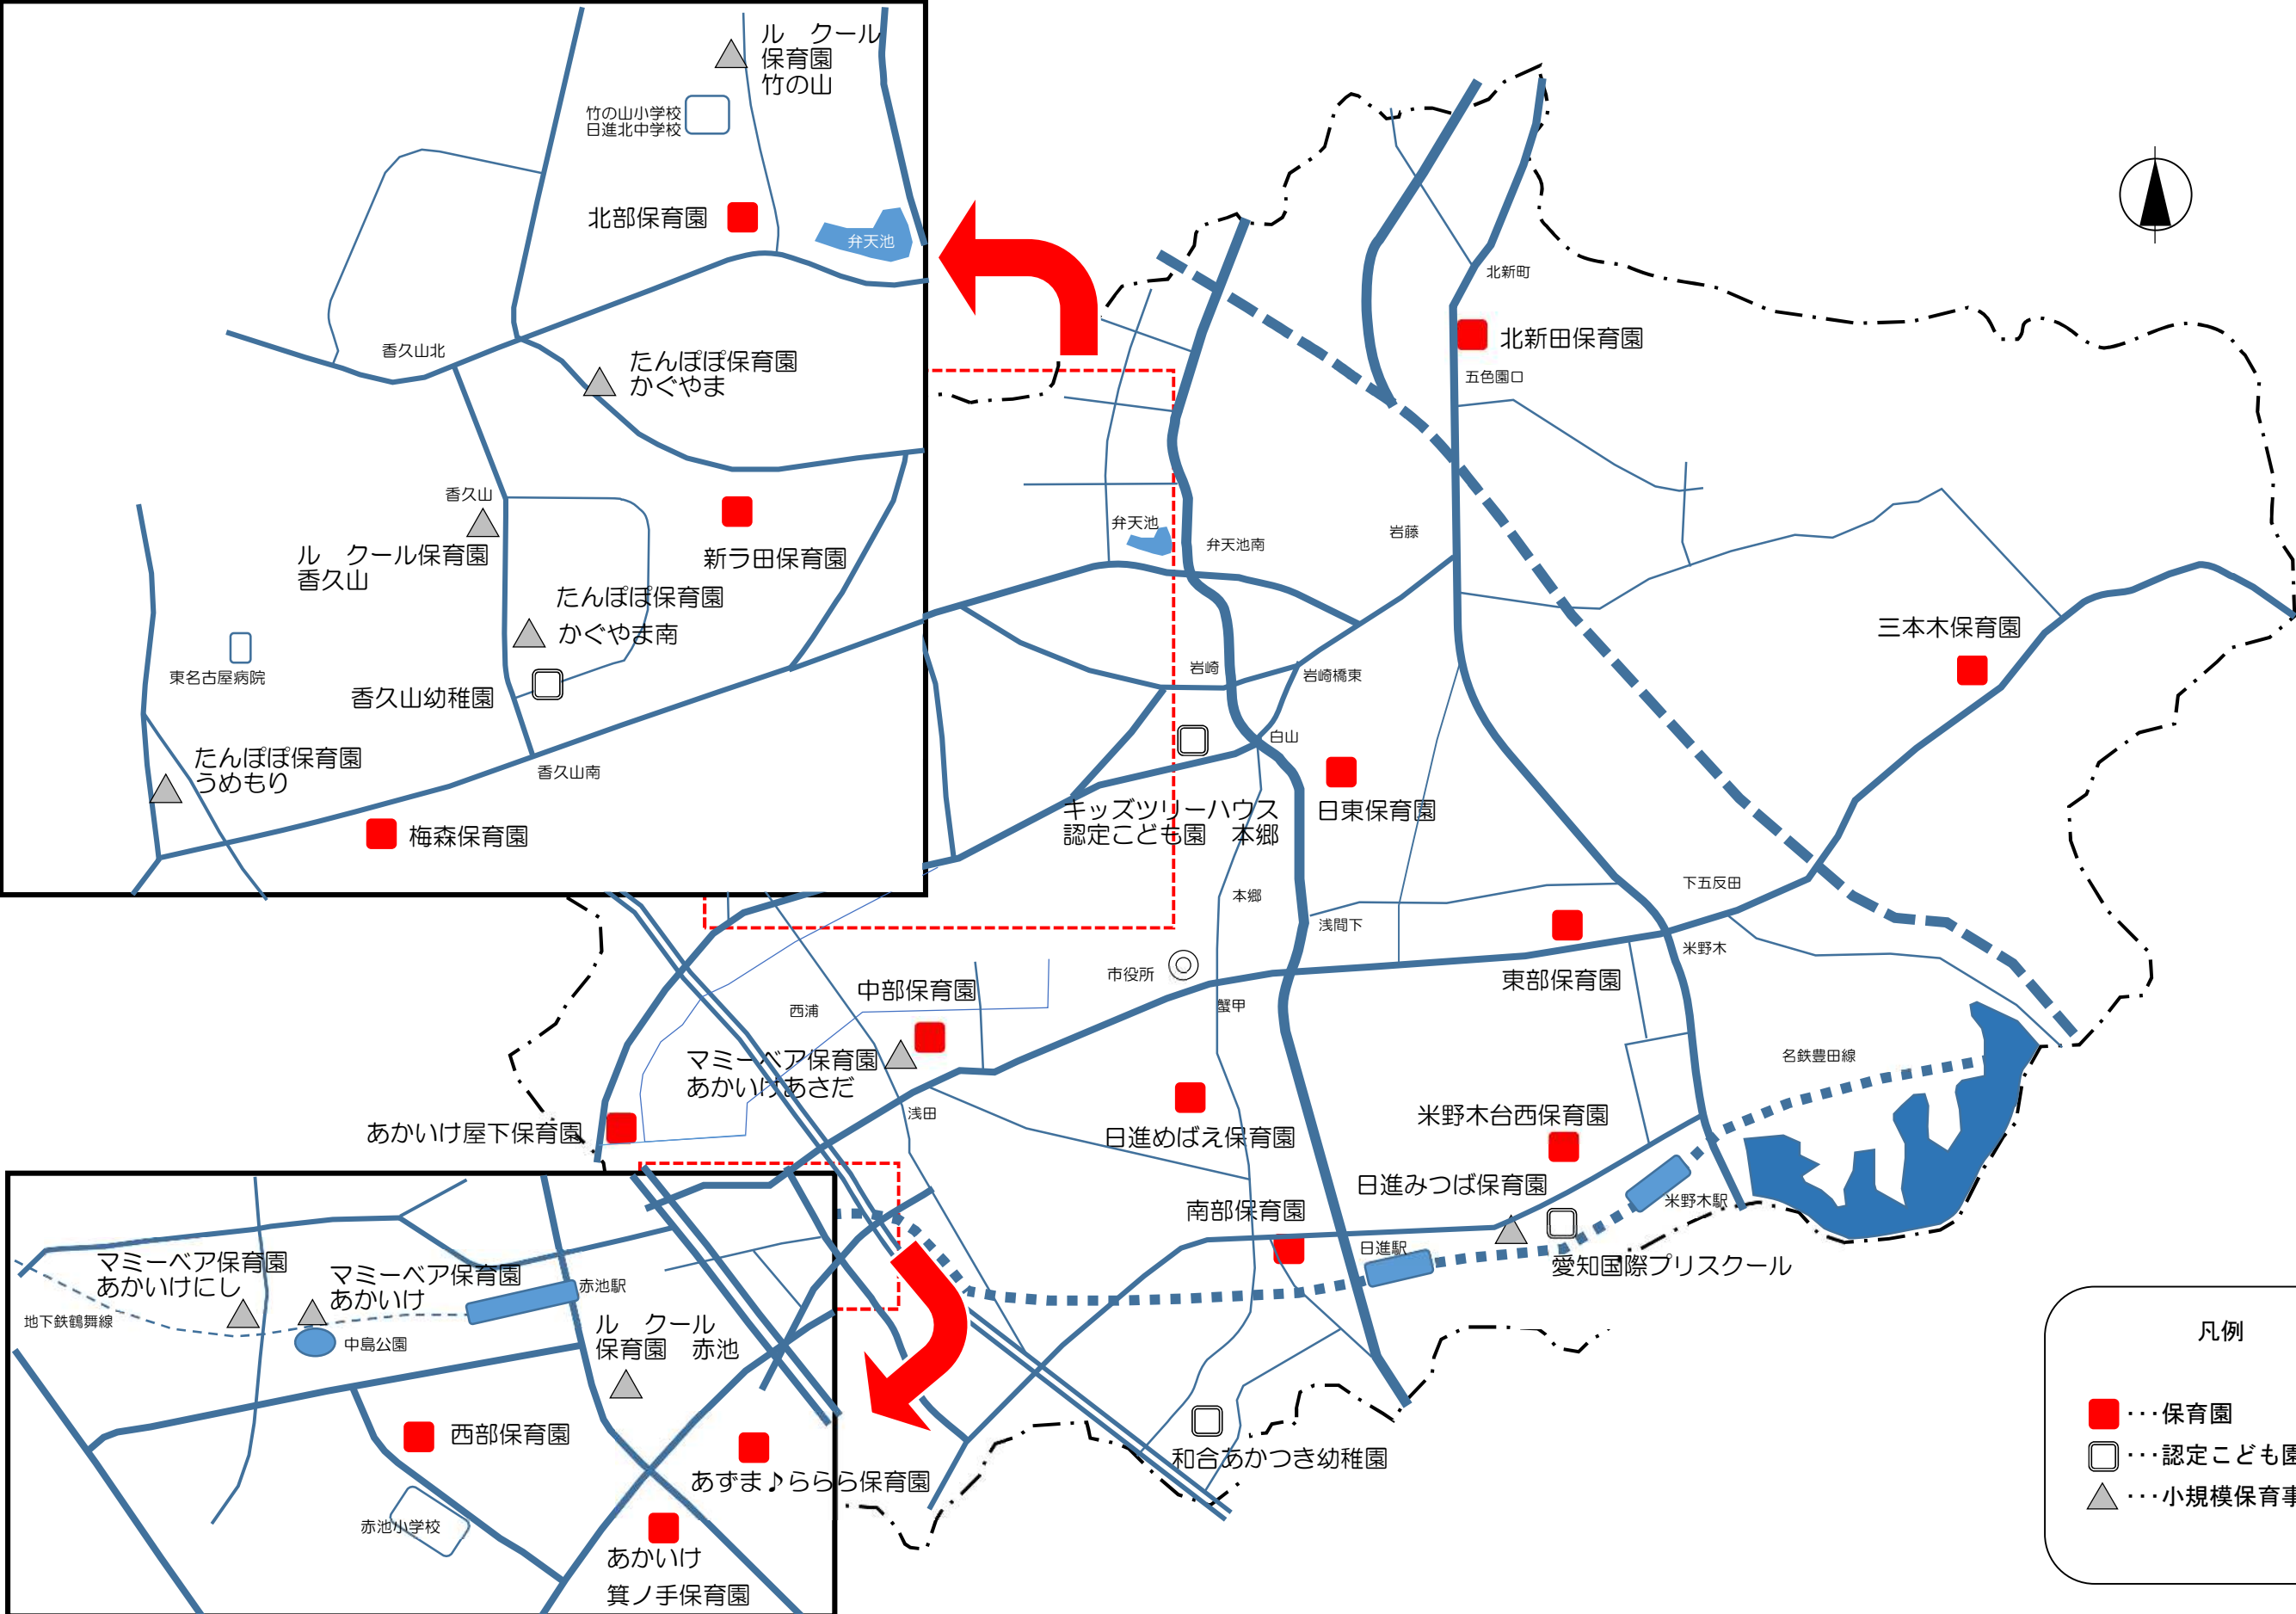 ル　クール
保育園
竹の山
竹の山小学校
日進北中学校
北部保育園
弁天池
香久山北
たんぽぽ保育園
かぐやま
香久山
ル　クール保育園
香久山
新ラ田保育園
たんぽぽ保育園
かぐやま南
東名古屋病院
香久山幼稚園
たんぽぽ保育園
うめもり
香久山南
梅森保育園
北新町
北新田保育園
五色園口
岩藤
弁天池
弁天池南
三本木保育園
岩崎
岩崎橋東
白山
キッズツリーハウス
認定こども園　本郷
日東保育園
本郷
浅間下
下五反田
米野木
東部保育園
市役所
蟹甲
中部保育園
西浦
マミーベア保育園
あかいけあさだ
浅田
名鉄豊田線
あかいけ屋下保育園
日進めばえ保育園
米野木台西保育園
日進みつば保育園
米野木駅
南部保育園
日進駅
愛知国際プリスクール
和合あかつき幼稚園
マミーベア保育園
あかいけにし
マミーベア保育園
あかいけ
赤池駅
地下鉄鶴舞線
中島公園
ル　クール
保育園　赤池
西部保育園
あずま♪ららら保育園
赤池小学校
あかいけ
箕ノ手保育園
凡例
･･･保育園
･･･認定こども園
･･･小規模保育事